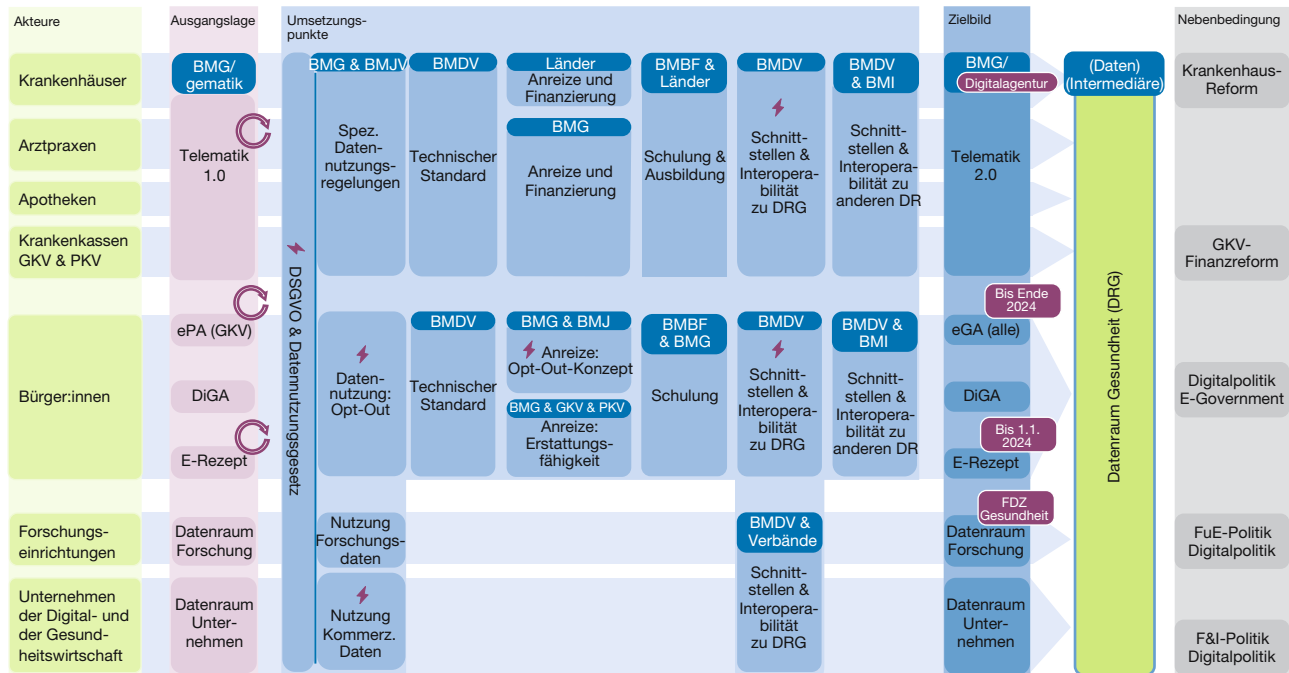 Akteure
Ausgangslage
Umsetzungs-
punkte
Zielbild
Nebenbedingung
Krankenhäuser
Arztpraxen
Apotheken
Krankenkassen
GKV & PKV
Bürger:innen
Forschungs-
einrichtungen
Unternehmen
der Digital- und
der Gesund-
heitswirtschaft
BMG/
gematik
Telematik
1.0
ePA (GKV)
DiGA
E-Rezept
Datenraum
Forschung
Datenraum
Unter-
nehmen
DSGVO & Datennutzungsgesetz
BMG & BMJV
Spez.
Daten-
nutzungs-
regelungen
BMDV
Technischer
Standard
Länder
Anreize und
Finanzierung
BMG
Anreize und
Finanzierung
BMBF &
Länder
Schulung &
Ausbildung
BMDV
Schnitt-
stellen &
Interopera-
bilität
zu DRG
BMDV
& BMI
Schnitt-
stellen &
Interopera-
bilität zu
anderen DR
Daten-
nutzung:
Opt-Out
BMDV
Technischer
Standard
BMG & BMJ
Anreize:
Opt-Out-Konzept
BMG & GKV & PKV
Anreize:
Erstattungs-
fähigkeit
BMBF
& BMG
Schulung
BMDV
Schnitt-
stellen &
Interopera-
bilität
zu DRG
BMDV &
BMI
Schnitt-
stellen &
Interopera-
bilität zu
anderen DR
Nutzung
Forschungs-
daten
BMDV &
Verbände
Schnitt-
stellen &
Interopera-
bilität
zu DRG
Nutzung
Kommerz.
Daten
BMG/
Digitalagentur
Telematik
2.0
Bis Ende
2024
eGA (alle)
DiGA
Bis 1.1.
2024
E-Rezept
FDZ
Gesundheit
Datenraum
Forschung
Datenraum
Unter-
nehmen
(Daten)
(Intermediäre)
Datenraum Gesundheit (DRG)
Krankenhaus-
Reform
GKV-
Finanzreform
Digitalpolitik
E-Government
FuE-Politik
Digitalpolitik
F&I-Politik
Digitalpolitik